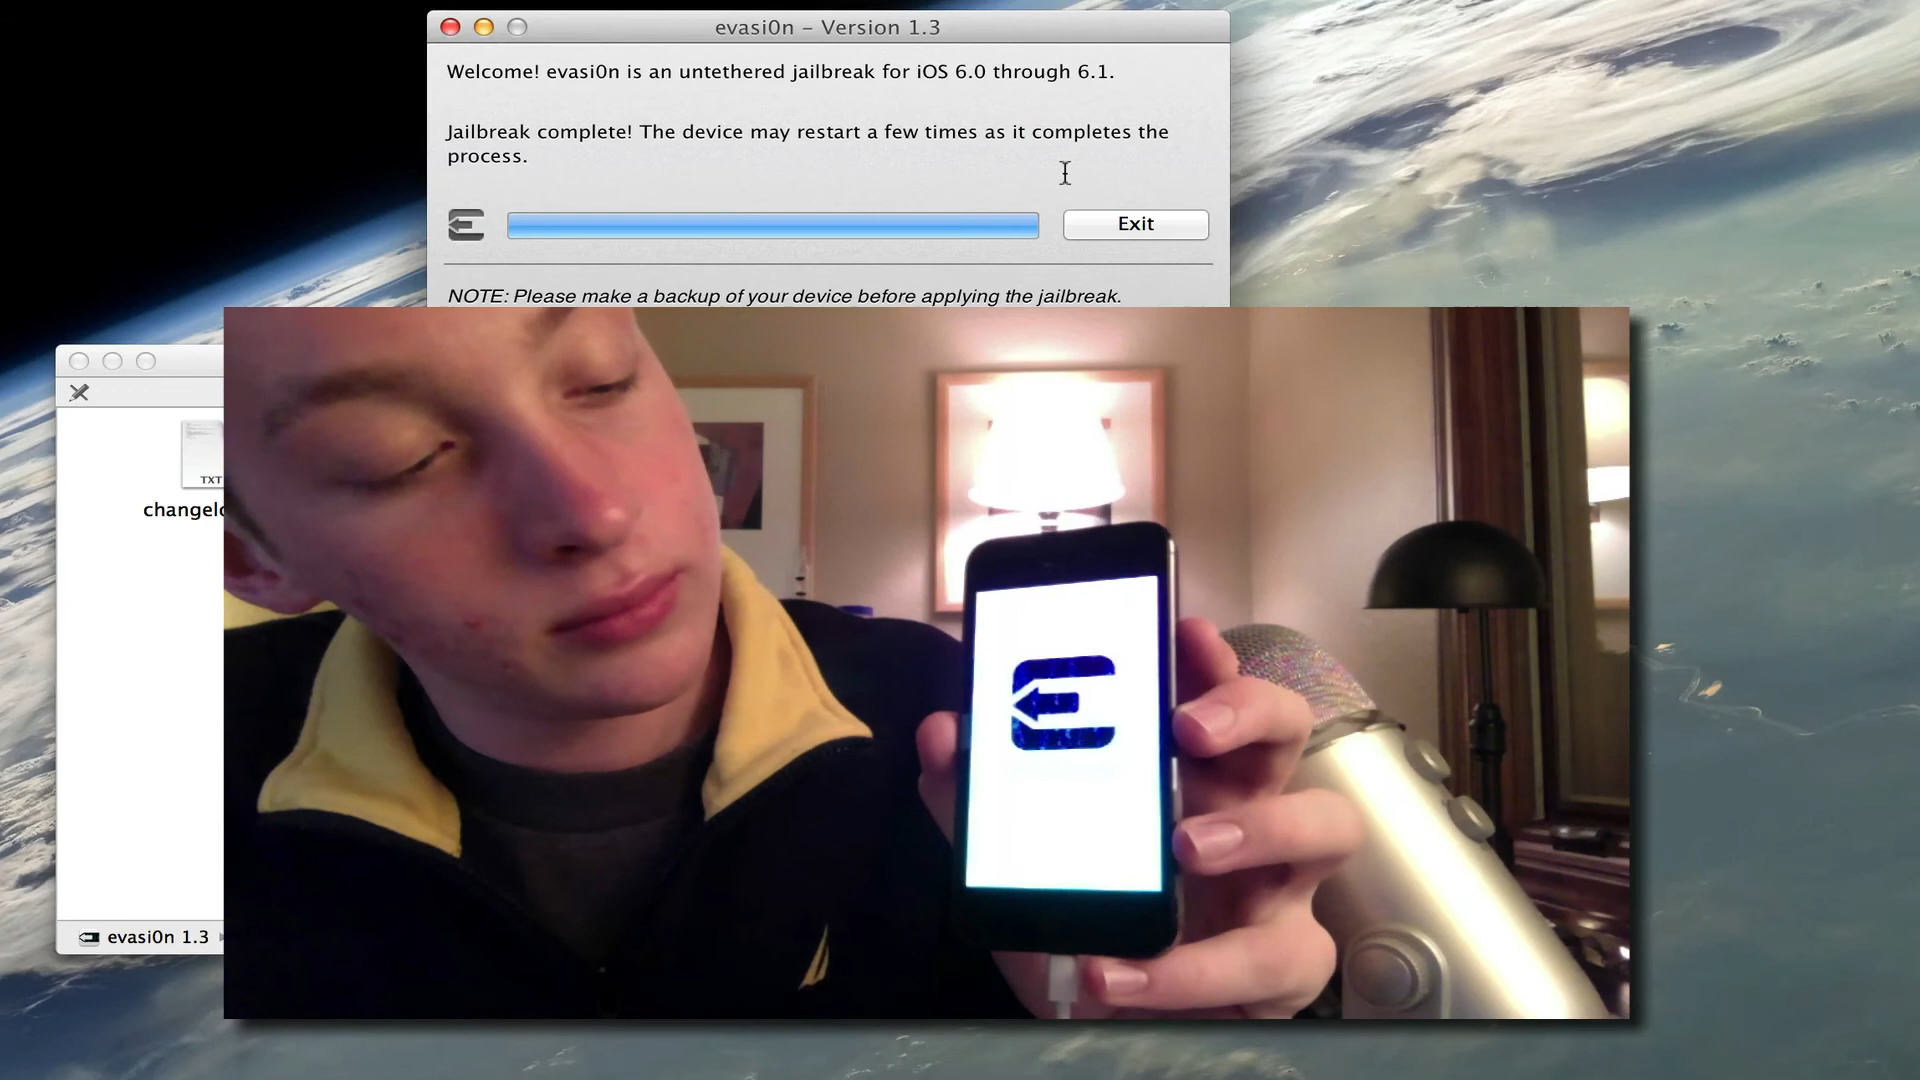 evasi0n – Version 1.3
Welcome! evasi0n is an untethered jailbreak for iOS 6.0 through 6.1.
Jailbreak complete! The device may restart a few times as it completes the
process.
Exit
NOTE: Please make a backup of your device before applying the jailbreak.
TXT
changelo
evasi0n 1.3